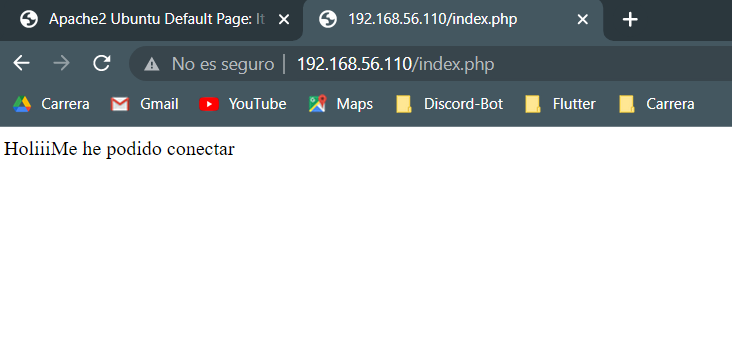 Apache2 Ubuntu Default Page: It
192.168.56.110/index.php
No es seguro | 192.168.56.110/index.php
Carrera Gmail YouTube Maps Discord-Bot Flutter Carrera
HoliiiMe he podido conectar